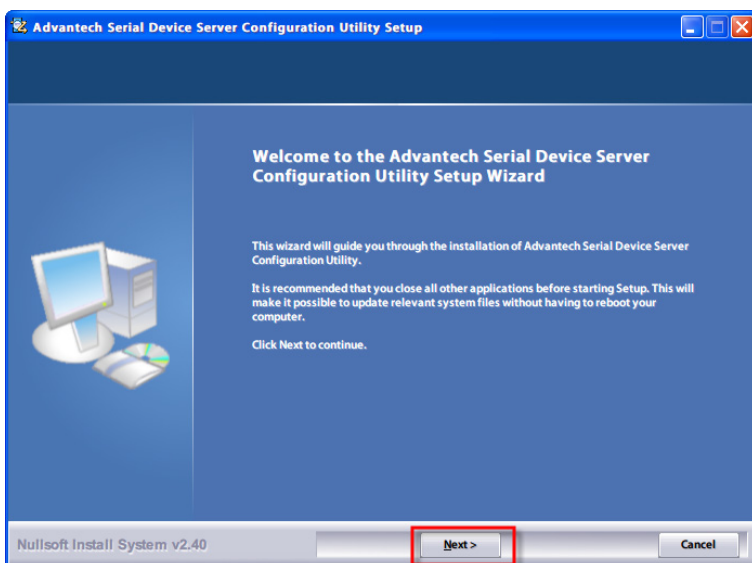 Advantech Serial Device Server Configuration Utility Setup
Welcome to the Advantech Serial Device Server
Configuration Utility Setup Wizard
This wizard will guide you through the installation of Advantech Serial Device Server
Configuration Utility.
It is recommended that you close all other applications before starting Setup. This will
make it possible to update relevant system files without having to reboot your
computer.
Click Next to continue.
Nullsoft Install System v2.40
Next >
Cancel